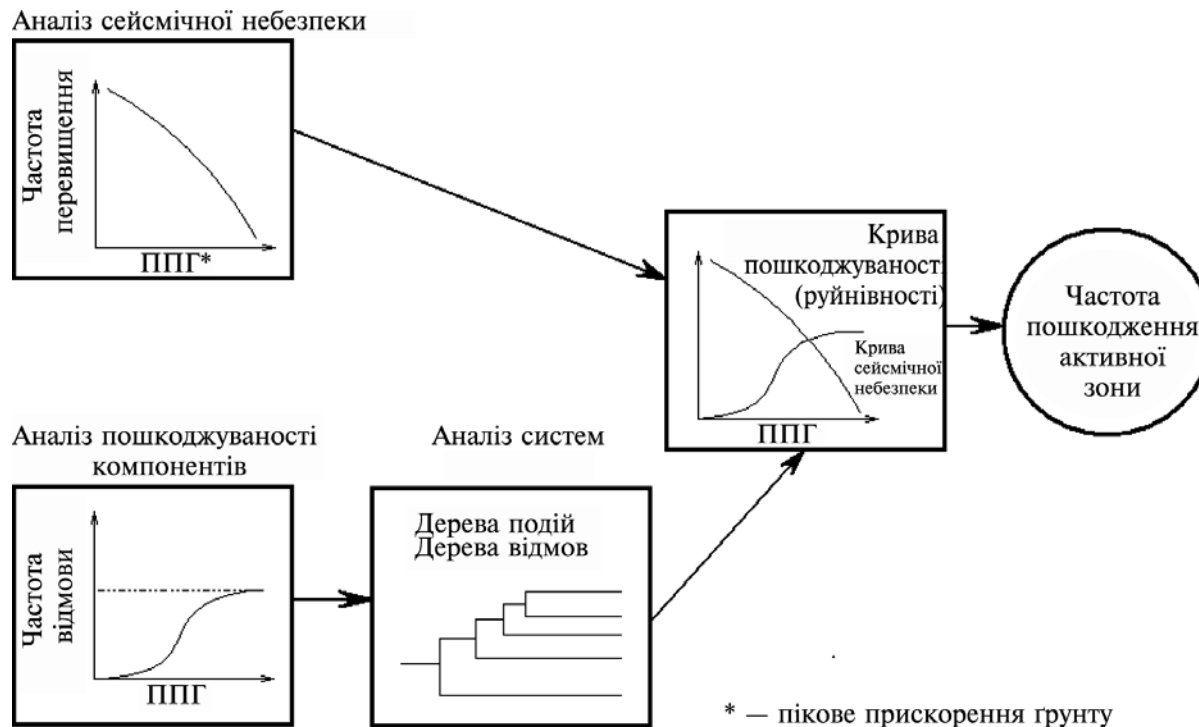 Аналіз сейсмічної небезпеки
Частота
перевищення
ППГ*
Крива
пошкоджуваності
(руйнівності)
Крива
сейсмічної
небезпеки
ППГ
Частота
пошкодження
активної
зони
Аналіз пошкоджуваності
компонентів
Частота
відмови
ППГ
Аналіз систем
Дерева подій
Дерева відмов
* — пікове прискорення ґрунту